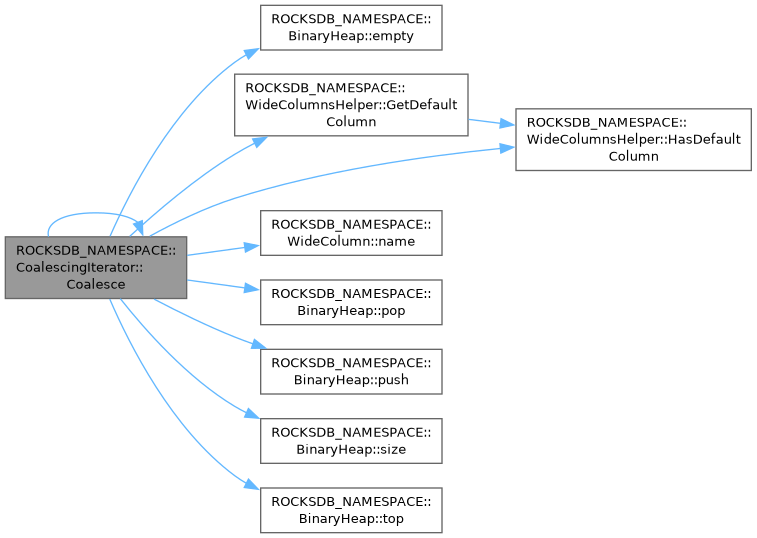 ROCKSDB_NAMESPACE::
BinaryHeap::empty
ROCKSDB_NAMESPACE::
WideColumnsHelper::GetDefault
Column
ROCKSDB_NAMESPACE::
WideColumnsHelper::HasDefault
Column
ROCKSDB_NAMESPACE::
WideColumn::name
ROCKSDB_NAMESPACE::
CoalescingIterator::
Coalesce
ROCKSDB_NAMESPACE::
BinaryHeap::pop
ROCKSDB_NAMESPACE::
BinaryHeap::push
ROCKSDB_NAMESPACE::
BinaryHeap::size
ROCKSDB_NAMESPACE::
BinaryHeap::top